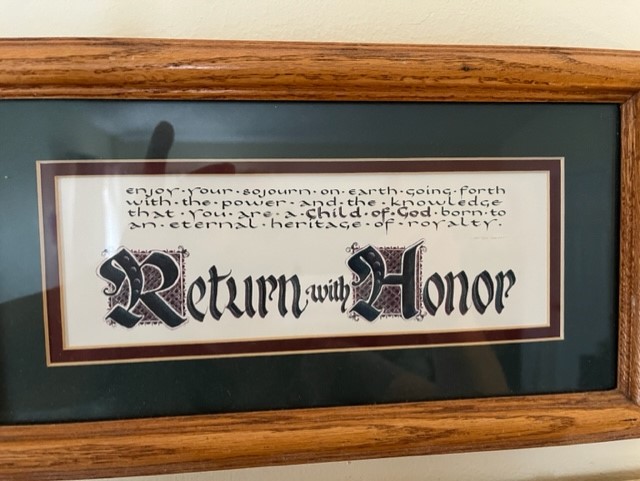 enjoy·your·sojourn·on·earth·going·forth
with·the·power·and·the·knowledge
that·you·are·a·Child·of·God·born·to
an·eternal·heritage·of·royalty.
Return·with·Honor